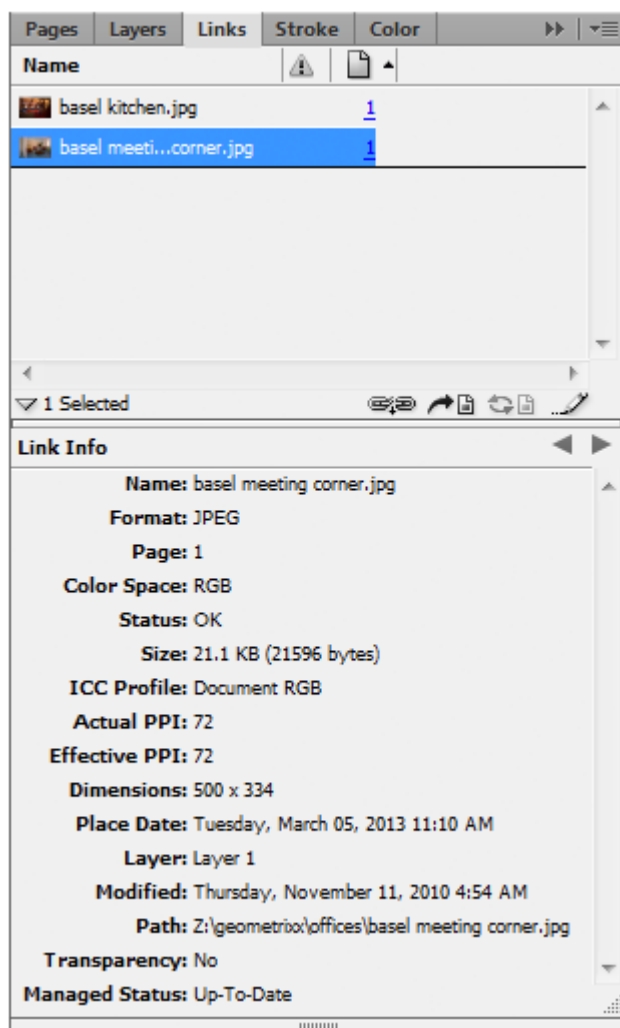 Pages Layers Links Stroke Color
Name
basel kitchen.jpg 1
basel meeti...corner.jpg 1
1 Selected
Link Info
Name: basel meeting corner.jpg
Format: JPEG
Page: 1
Color Space: RGB
Status: OK
Size: 21.1 KB (21596 bytes)
ICC Profile: Document RGB
Actual PPI: 72
Effective PPI: 72
Dimensions: 500 x 334
Place Date: Tuesday, March 05, 2013 11:10 AM
Layer: Layer 1
Modified: Thursday, November 11, 2010 4:54 AM
Path: Z:\geometrixx\offices\basel meeting corner.jpg
Transparency: No
Managed Status: Up-To-Date